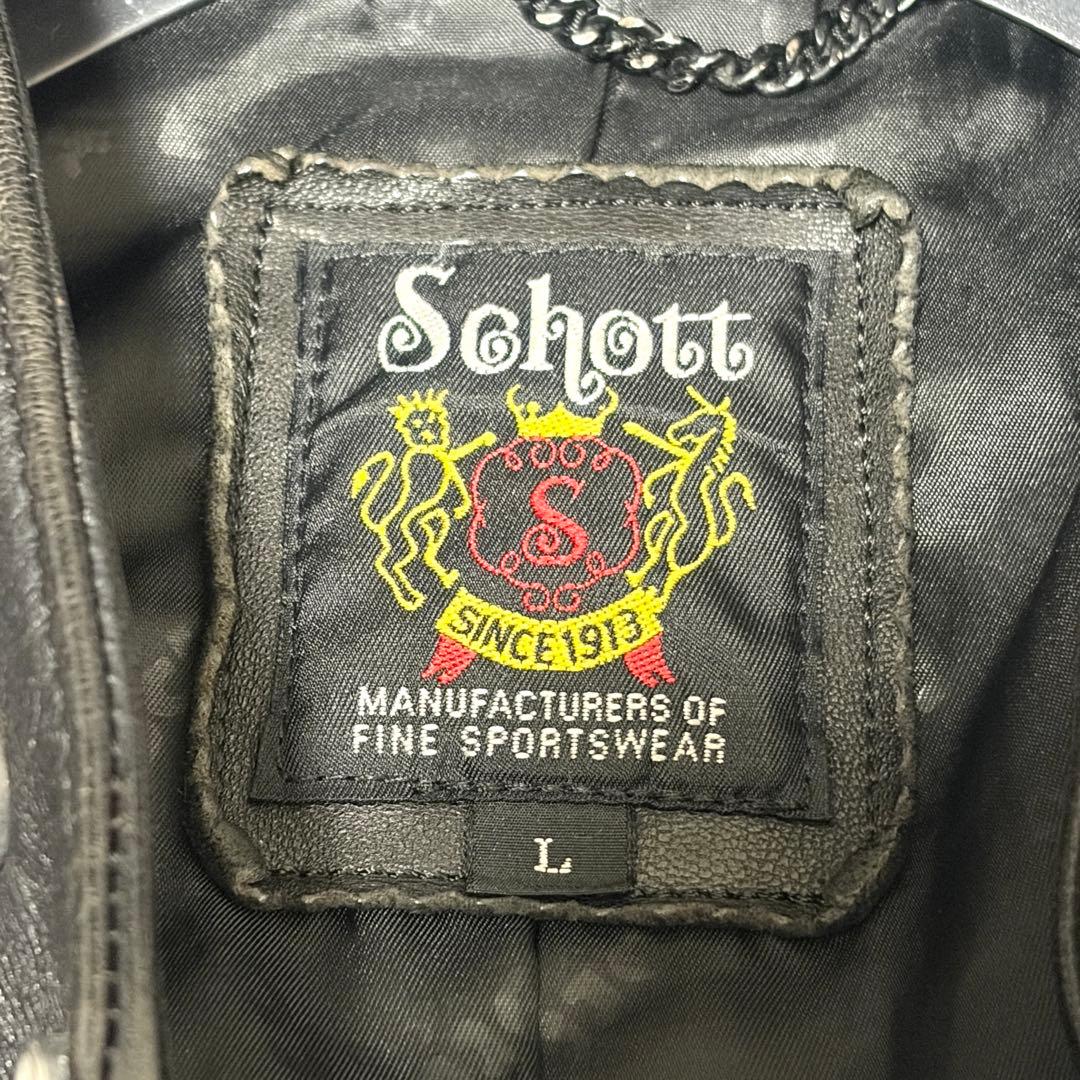 Schott
S
SINCE 1913
MANUFACTURERS OF
FINE SPORTSWEAR
L